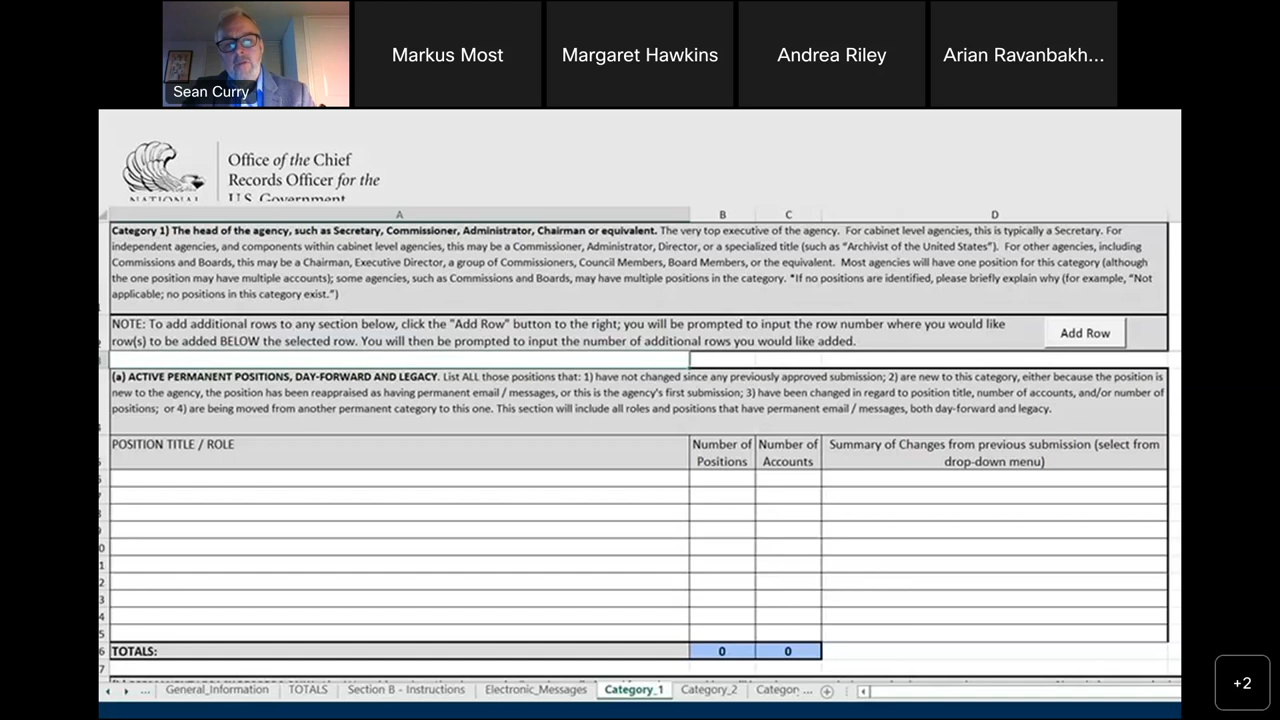 Sean Curry
Markus Most
Margaret Hawkins
Andrea Riley
Arian Ravanbakh...
Office of the Chief
Records Officer for the
U.S. Government
NATIONAL
A B C D
Category 1) The head of the agency, such as Secretary, Commissioner, Administrator, Chairman or equivalent. The very top executive of the agency. For cabinet level agencies, this is typically a Secretary. For
independent agencies, and components within cabinet level agencies, this may be a Commissioner, Administrator, Director, or a specialized title (such as "Archivist of the United States"). For other agencies, including
Commissions and Boards, this may be a Chairman, Executive Director, a group of Commissioners, Council Members, Board Members, or the equivalent. Most agencies will have one position for this category (although
the one position may have multiple accounts); some agencies, such as Commissions and Boards, may have multiple positions in the category. *If no positions are identified, please briefly explain why (for example, "Not
applicable; no positions in this category exist.")
NOTE: To add additional rows to any section below, click the "Add Row" button to the right; you will be prompted to input the row number where you would like
row(s) to be added BELOW the selected row. You will then be prompted to input the number of additional rows you would like added.
Add Row
(a) ACTIVE PERMANENT POSITIONS, DAY-FORWARD AND LEGACY. List ALL those positions that: 1) have not changed since any previously approved submission; 2) are new to this category, either because the position is
new to the agency, the position has been reappraised as having permanent email / messages, or this is the agency's first submission; 3) have been changed in regard to position title, number of accounts, and/or number of
positions; or 4) are being moved from another permanent category to this one. This section will include all roles and positions that have permanent email / messages, both day-forward and legacy.
POSITION TITLE / ROLE
Number of
Positions
Number of
Accounts
Summary of Changes from previous submission (select from
drop-down menu)
TOTALS: 0 0
... General_Information TOTALS Section B - Instructions Electronic_Messages Category_1 Category_2 Categor ...
+2